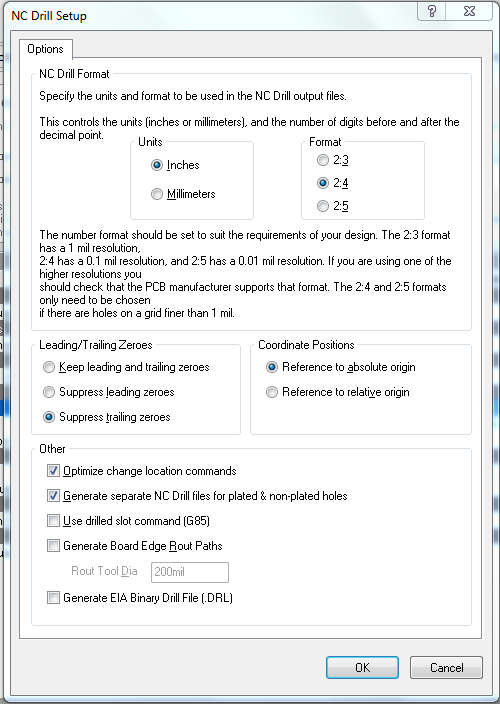 NC Drill Setup
Options
NC Drill Format
Specify the units and format to be used in the NC Drill output files.
This controls the units (inches or millimeters), and the number of digits before and after the
decimal point.
Units
Inches
Millimeters
Format
2:3
2:4
2:5
The number format should be set to suit the requirements of your design. The 2:3 format
has a 1 mil resolution,
2:4 has a 0.1 mil resolution, and 2:5 has a 0.01 mil resolution. If you are using one of the
higher resolutions you
should check that the PCB manufacturer supports that format. The 2:4 and 2:5 formats
only need to be chosen
if there are holes on a grid finer than 1 mil.
Leading/Trailing Zeroes
Keep leading and trailing zeroes
Suppress leading zeroes
Suppress trailing zeroes
Coordinate Positions
Reference to absolute origin
Reference to relative origin
Other
Optimize change location commands
Generate separate NC Drill files for plated & non-plated holes
Use drilled slot command (G85)
Generate Board Edge Rout Paths
Rout Tool Dia 200mil
Generate EIA Binary Drill File (.DRL)
OK Cancel